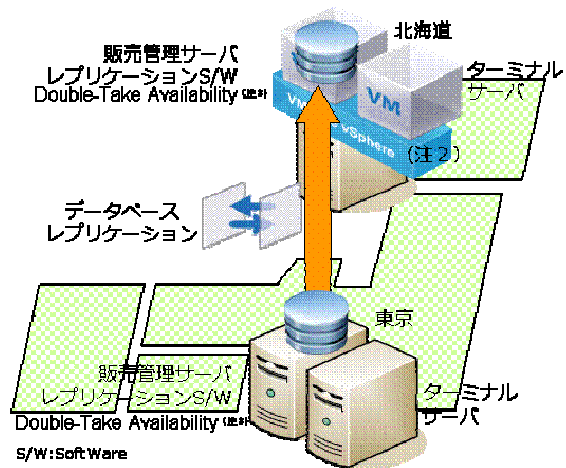 北海道
販売管理サーバ
レプリケーションS/W
Double-Take Availability
ターミナル
サーバ
VM
VM
vSphere
(注2)
データベース
レプリケーション
東京
販売管理サーバ
レプリケーションS/W
Double-Take Availability
ターミナル
サーバ
S/W:SoftWare